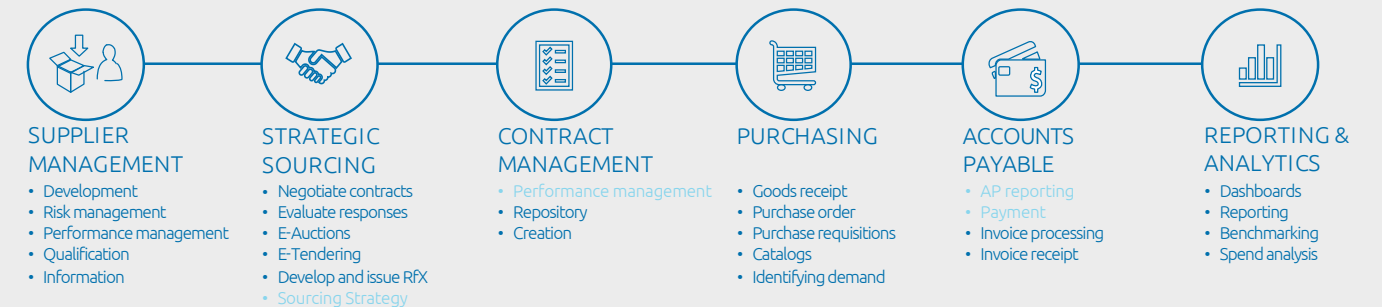 SUPPLIER
MANAGEMENT
• Development
• Risk management
• Performance management
• Qualification
• Information
STRATEGIC
SOURCING
• Negotiate contracts
• Evaluate responses
• E-Auctions
• E-Tendering
• Develop and issue RfX
• Sourcing Strategy
CONTRACT
MANAGEMENT
• Performance management
• Repository
• Creation
PURCHASING
• Goods receipt
• Purchase order
• Purchase requisitions
• Catalogs
• Identifying demand
$
ACCOUNTS
PAYABLE
• AP reporting
• Payment
• Invoice processing
• Invoice receipt
REPORTING &
ANALYTICS
• Dashboards
• Reporting
• Benchmarking
• Spend analysis